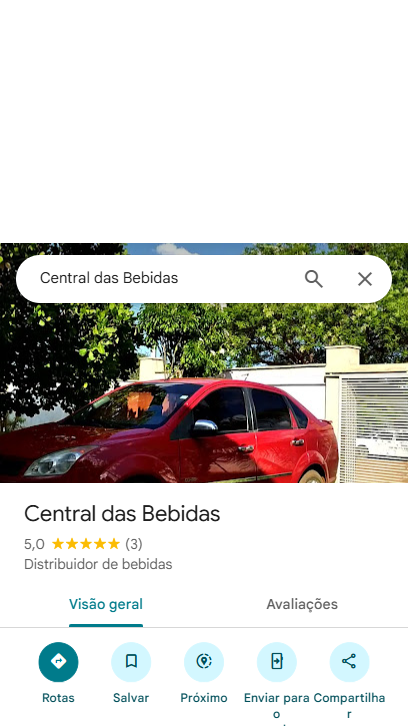 Central das Bebidas
Central das Bebidas
5,0 ★★★★★ (3)
Distribuidor de bebidas
Visão geral
Avaliações
Rotas
Salvar
Próximo
Enviar para
o
Compartilha
r